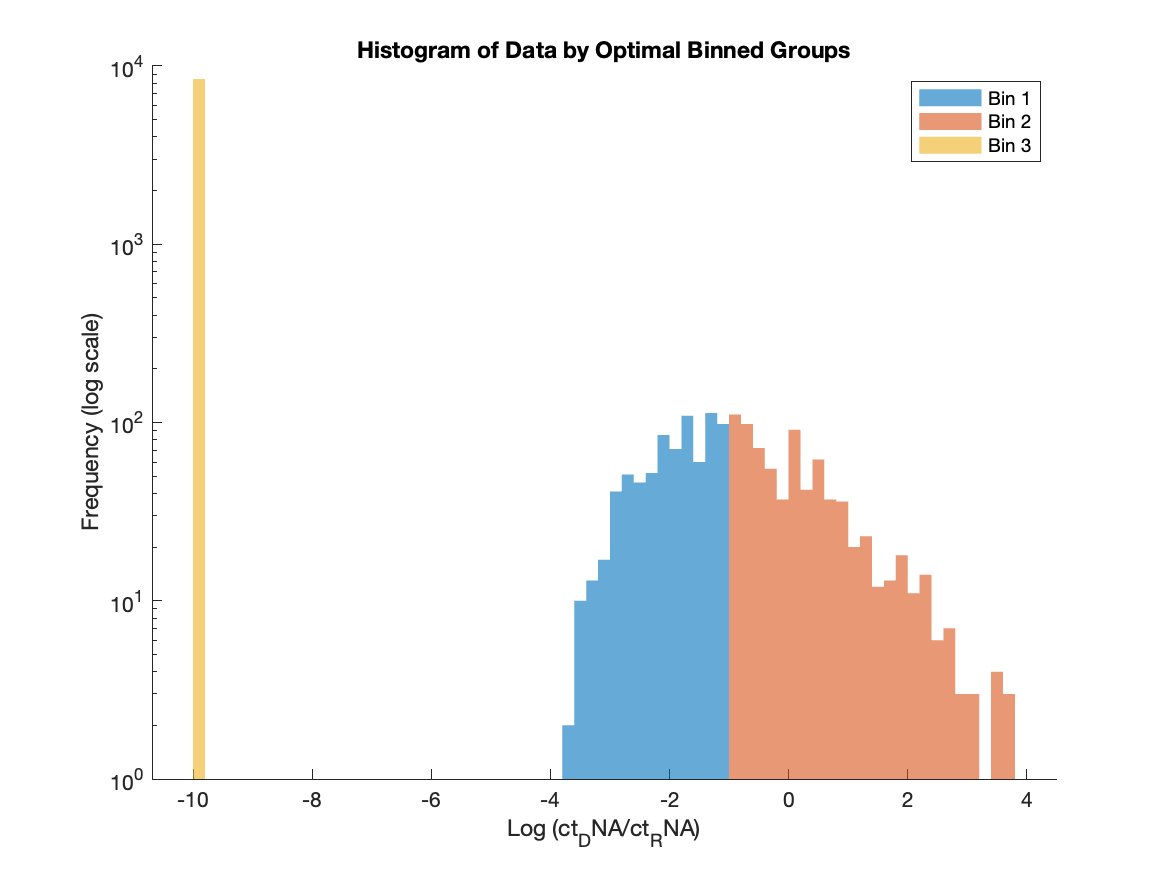 Histogram of Data by Optimal Binned Groups
Bin 1
Bin 2
Bin 3
Frequency (log scale)
10^4
10^3
10^2
10^1
10^0
-10 -8 -6 -4 -2 0 2 4
Log (ct_DNA/ct_RNA)